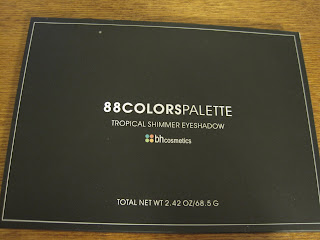 88COLORSPALETTE
TROPICAL SHIMMER EYESHADOW
bhcosmetics
TOTAL NET WT 2.42 OZ/68.5 G